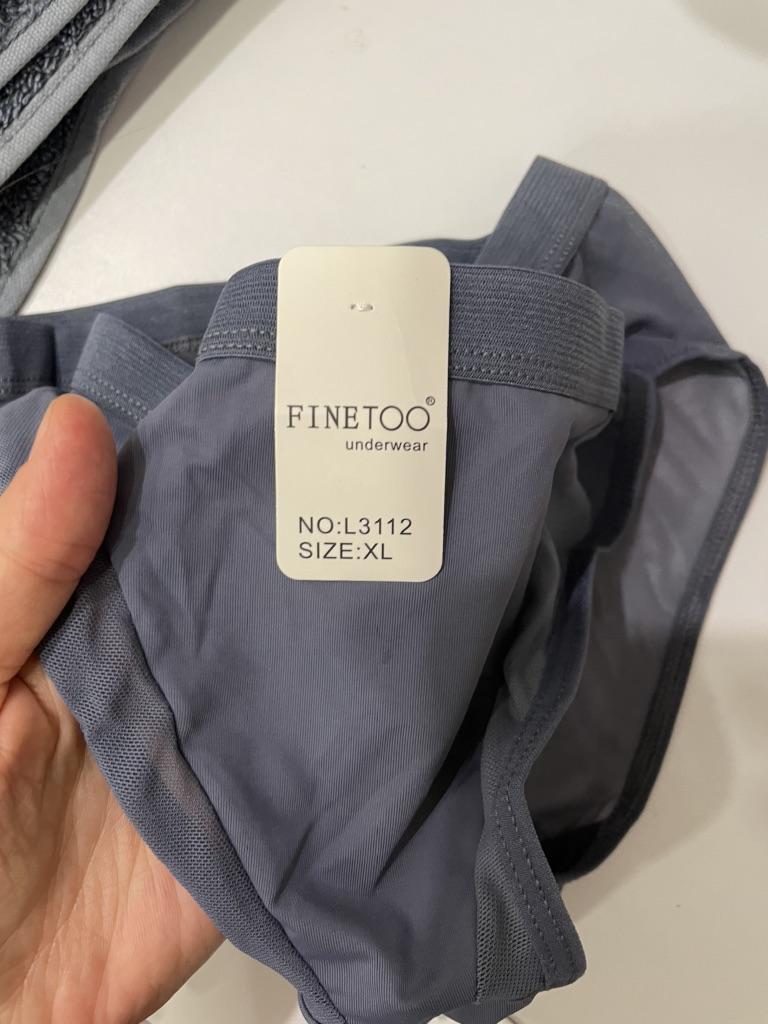 FINETOO®
underwear
NO:L3112
SIZE:XL